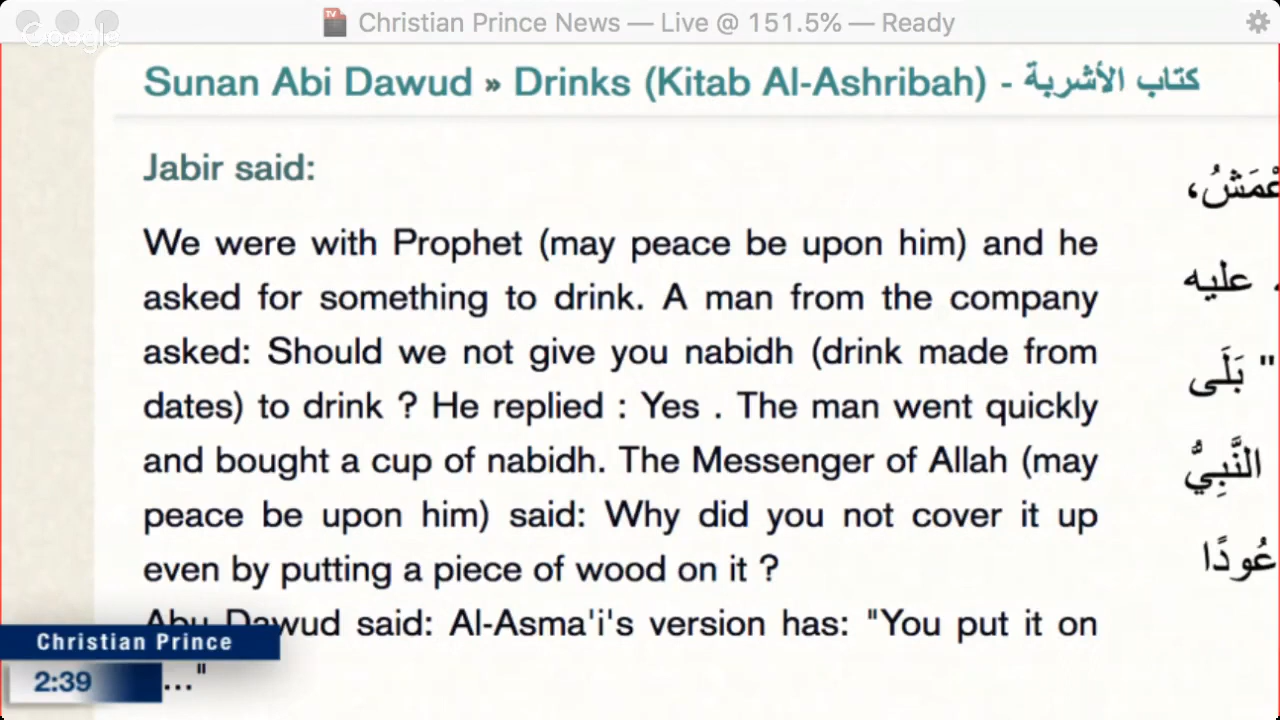 Christian Prince News — Live @ 151.5% — Ready
Google
Sunan Abi Dawud » Drinks (Kitab Al-Ashribah) - كتاب الأشربة
Jabir said:
We were with Prophet (may peace be upon him) and he
asked for something to drink. A man from the company
asked: Should we not give you nabidh (drink made from
dates) to drink ? He replied : Yes . The man went quickly
and bought a cup of nabidh. The Messenger of Allah (may
peace be upon him) said: Why did you not cover it up
even by putting a piece of wood on it ?
Abu Dawud said: Al-Asma'i's version has: "You put it on
..."
عليه
" بَلَى
النَّبِيُّ
عُودًا
Christian Prince
2:39